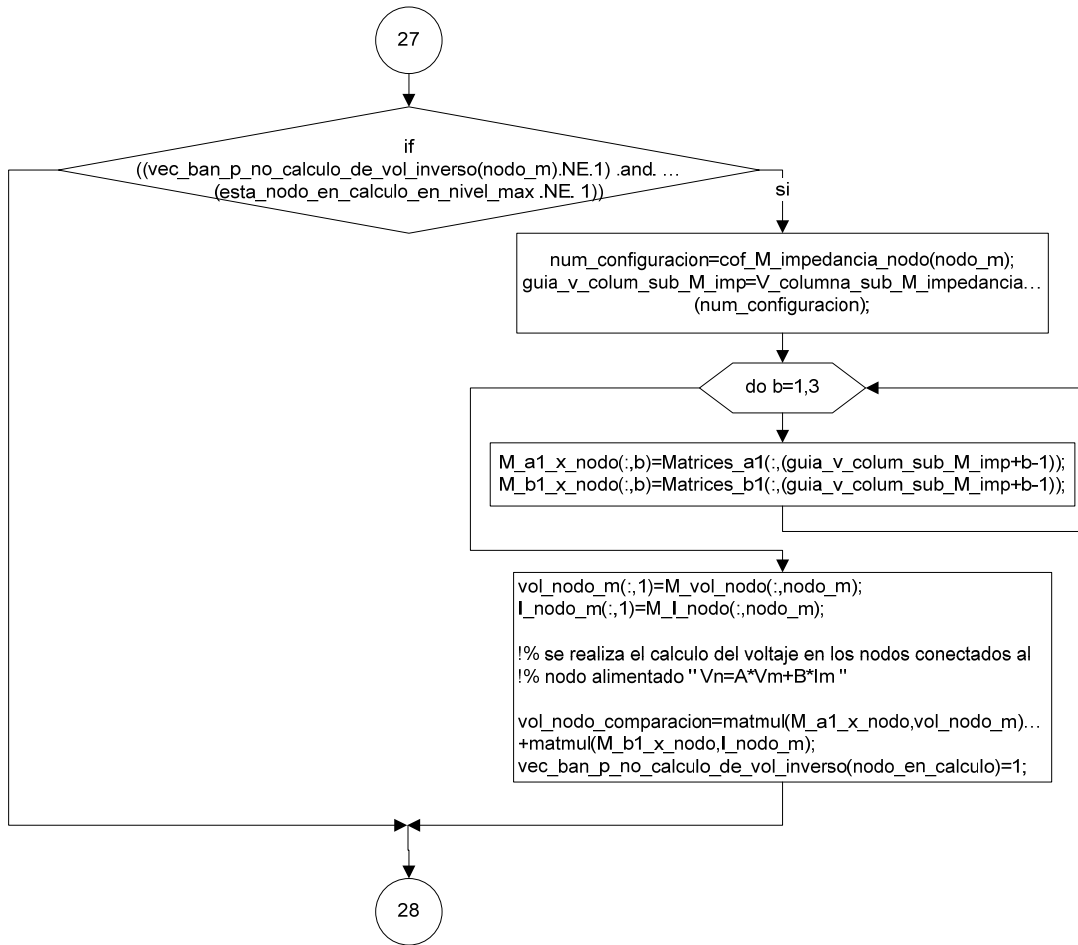 27
if
((vec_ban_p_no_calculo_de_vol_inverso(nodo_m).NE.1) .and. ...
(esta_nodo_en_calculo_en_nivel_max .NE. 1))
si
num_configuracion=cof_M_impedancia_nodo(nodo_m);
guia_v_colum_sub_M_imp=V_columna_sub_M_impedancia...
(num_configuracion);
do b=1,3
M_a1_x_nodo(:,b)=Matrices_a1(:,(guia_v_colum_sub_M_imp+b-1));
M_b1_x_nodo(:,b)=Matrices_b1(:,(guia_v_colum_sub_M_imp+b-1));
vol_nodo_m(:,1)=M_vol_nodo(:,nodo_m);
I_nodo_m(:,1)=M_I_nodo(:,nodo_m);
!% se realiza el calculo del voltaje en los nodos conectados al
!% nodo alimentado " Vn=A*Vm+B*Im "
vol_nodo_comparacion=matmul(M_a1_x_nodo,vol_nodo_m)...
+matmul(M_b1_x_nodo,I_nodo_m);
vec_ban_p_no_calculo_de_vol_inverso(nodo_en_calculo)=1;
28